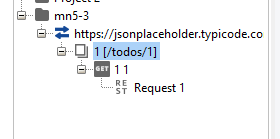 Project 2
mn5-3
https://jsonplaceholder.typicode.co
1 [/todos/1]
GET 1 1
RE ST Request 1